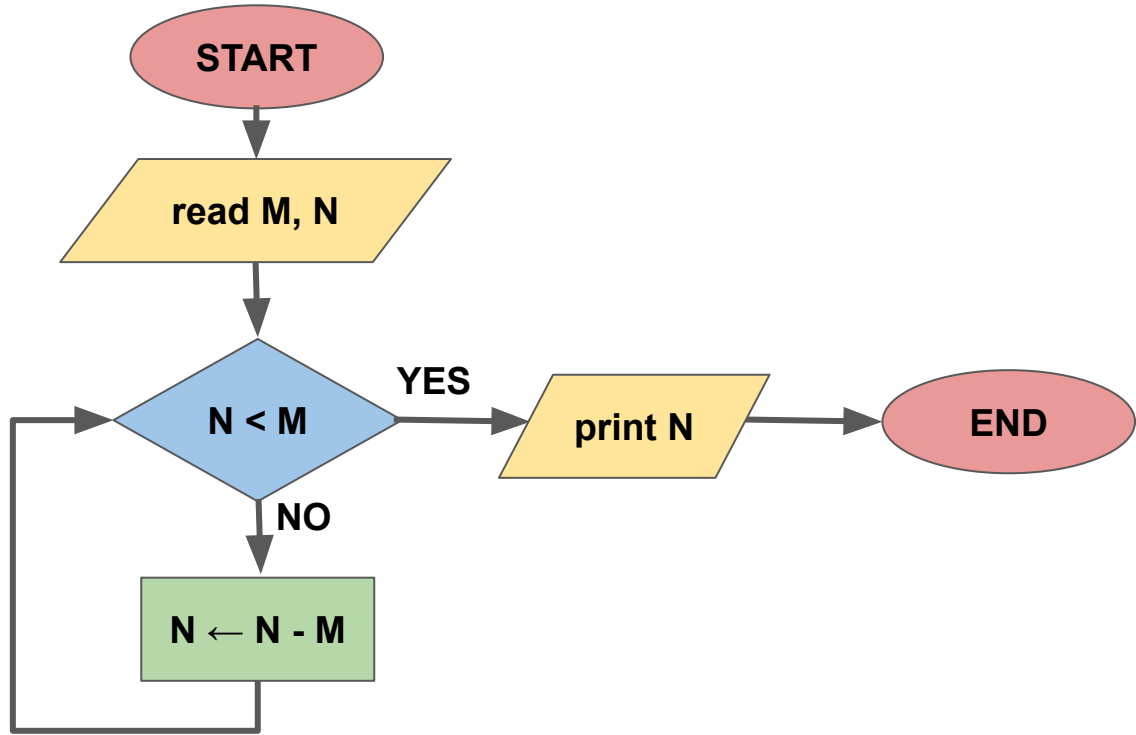 START
read M, N
N < M
YES
print N
END
NO
N ← N - M